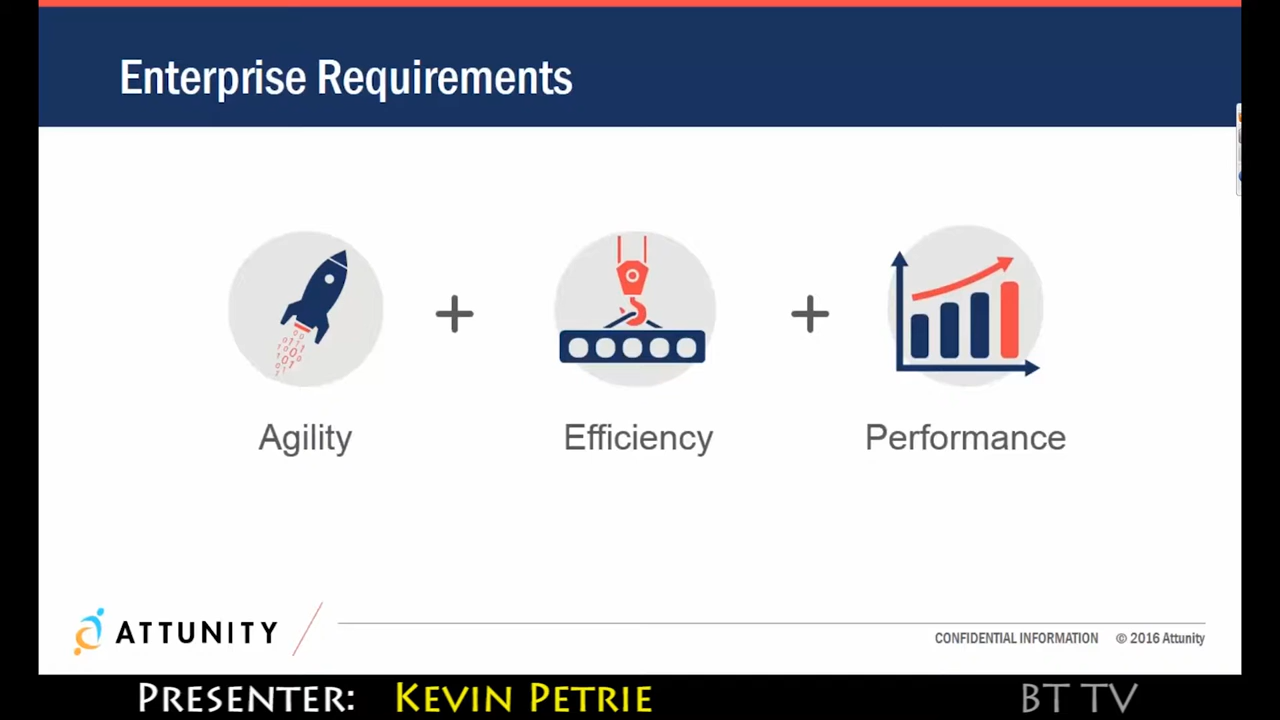 Enterprise Requirements
+ +
Agility Efficiency Performance
ATTUNITY
CONFIDENTIAL INFORMATION © 2016 Attunity
PRESENTER: KEVIN PETRIE BT TV